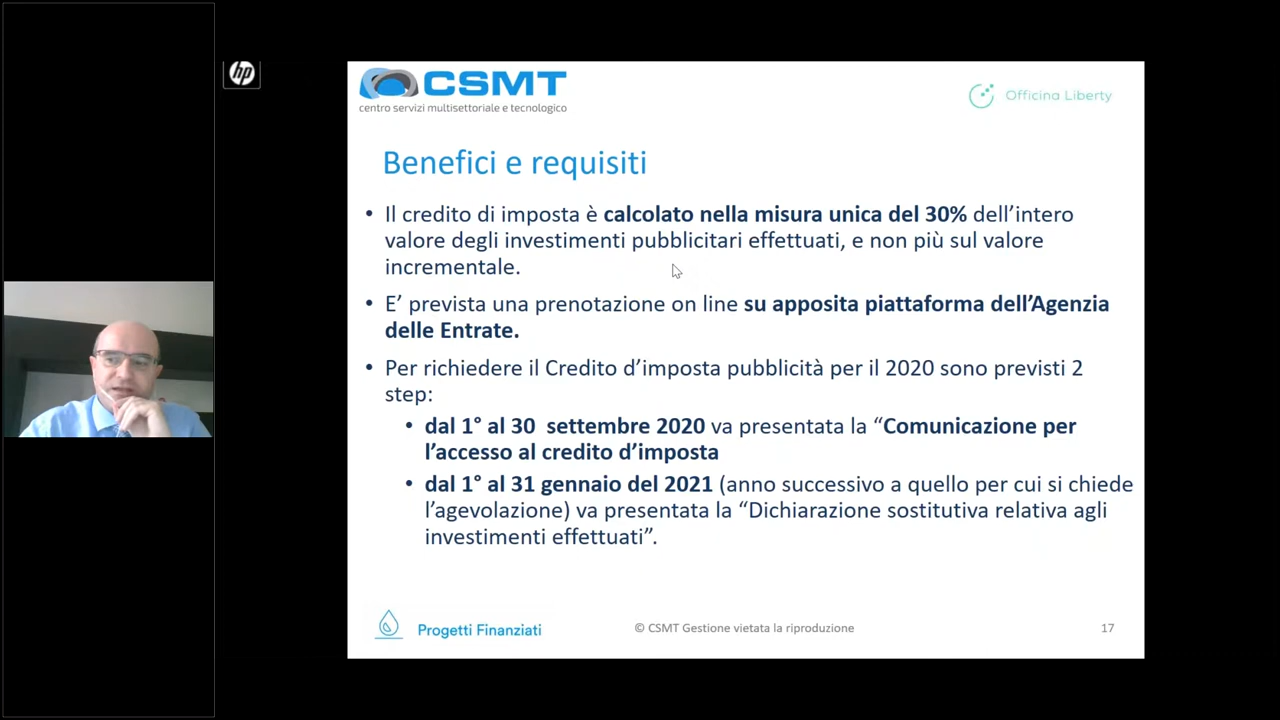 hp
CSMT
centro servizi multisettoriale e tecnologico
Officina Liberty
Benefici e requisiti
• Il credito di imposta è calcolato nella misura unica del 30% dell’intero
valore degli investimenti pubblicitari effettuati, e non più sul valore
incrementale.
• E’ prevista una prenotazione on line su apposita piattaforma dell’Agenzia
delle Entrate.
• Per richiedere il Credito d’imposta pubblicità per il 2020 sono previsti 2
step:
• dal 1° al 30 settembre 2020 va presentata la “Comunicazione per
l’accesso al credito d’imposta
• dal 1° al 31 gennaio del 2021 (anno successivo a quello per cui si chiede
l’agevolazione) va presentata la “Dichiarazione sostitutiva relativa agli
investimenti effettuati”.
Progetti Finanziati
© CSMT Gestione vietata la riproduzione
17